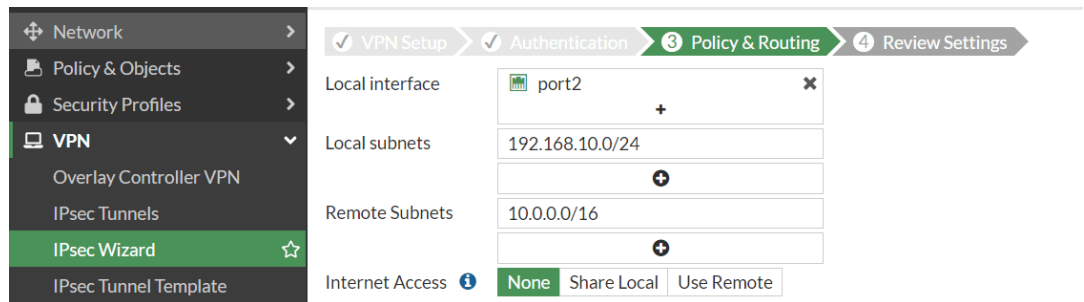 Network
Policy & Objects
Security Profiles
VPN
Overlay Controller VPN
IPsec Tunnels
IPsec Wizard
IPsec Tunnel Template
VPN Setup Authentication 3 Policy & Routing 4 Review Settings
Local interface port2
Local subnets 192.168.10.0/24
Remote Subnets 10.0.0.0/16
Internet Access None Share Local Use Remote